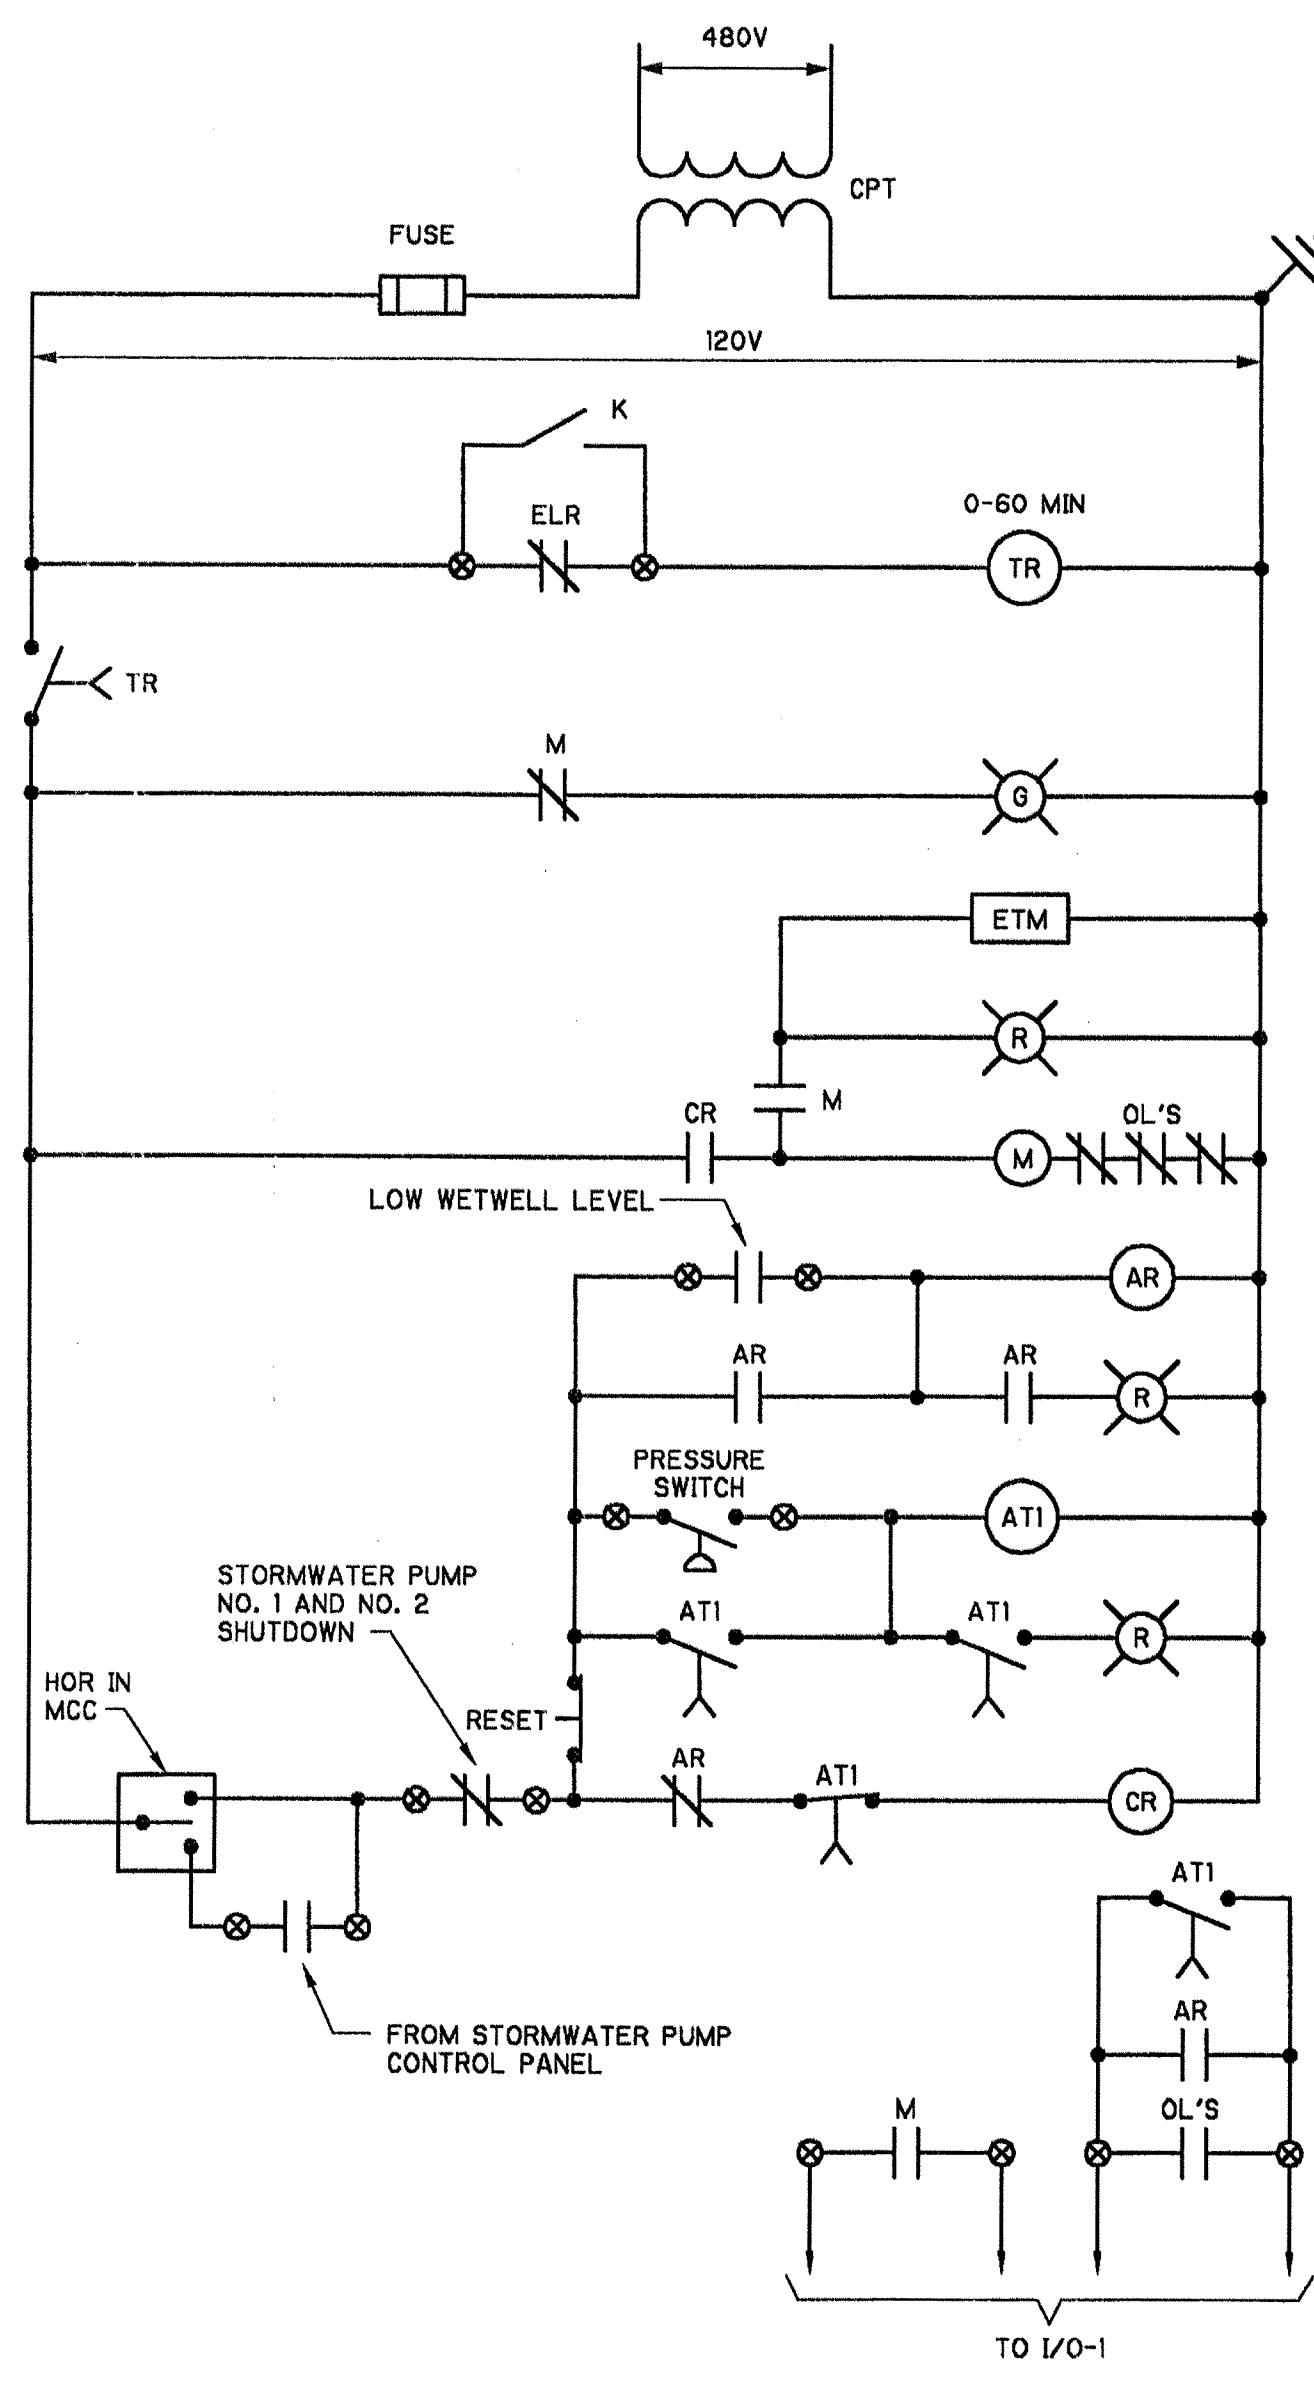 480V
CPT
FUSE
120V
K
ELR
0-60 MIN
TR
TR
M
G
ETM
R
M
CR
OL'S
M
LOW WETWELL LEVEL
AR
AR
AR
R
PRESSURE
SWITCH
AT1
STORMWATER PUMP
NO. 1 AND NO. 2
SHUTDOWN
AT1
AT1
R
HOR IN
MCC
RESET
AR
AT1
CR
AT1
FROM STORMWATER PUMP
CONTROL PANEL
AR
M
OL'S
TO I/O-1